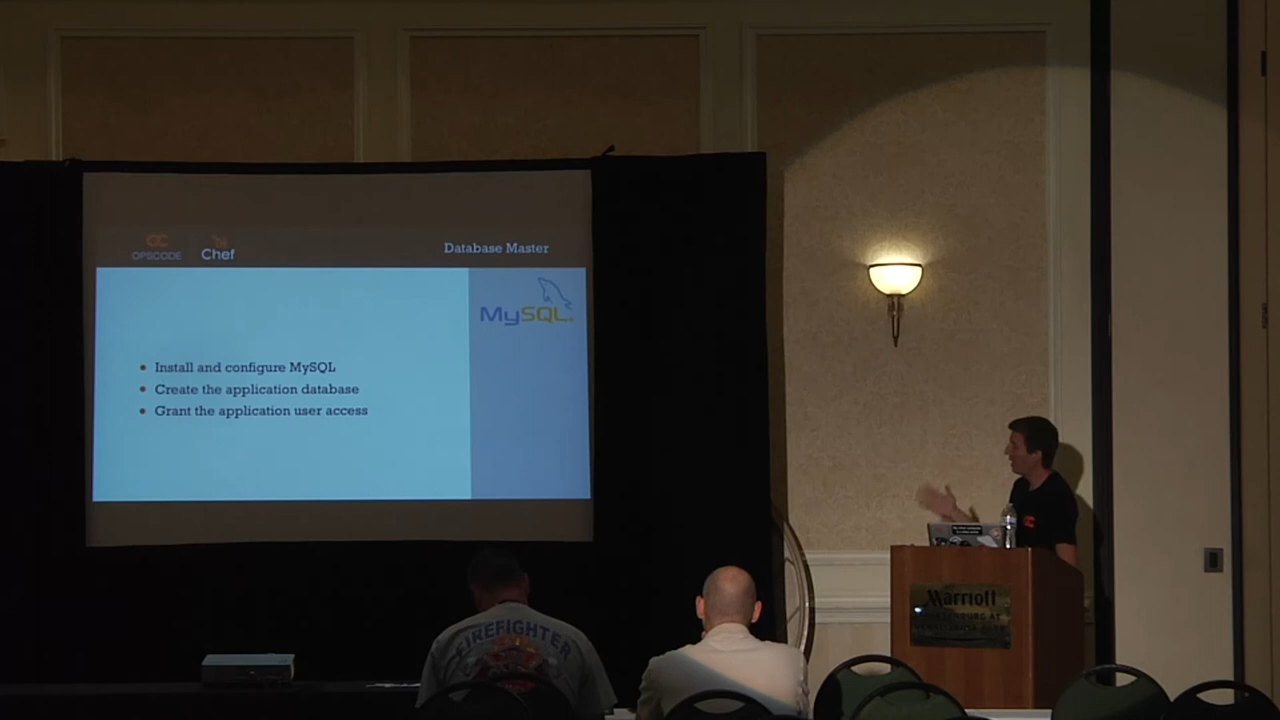 OPSCODE
Chef
Database Master
MySQL
Install and configure MySQL
Create the application database
Grant the application user access
FIREFIGHTER
Marriott